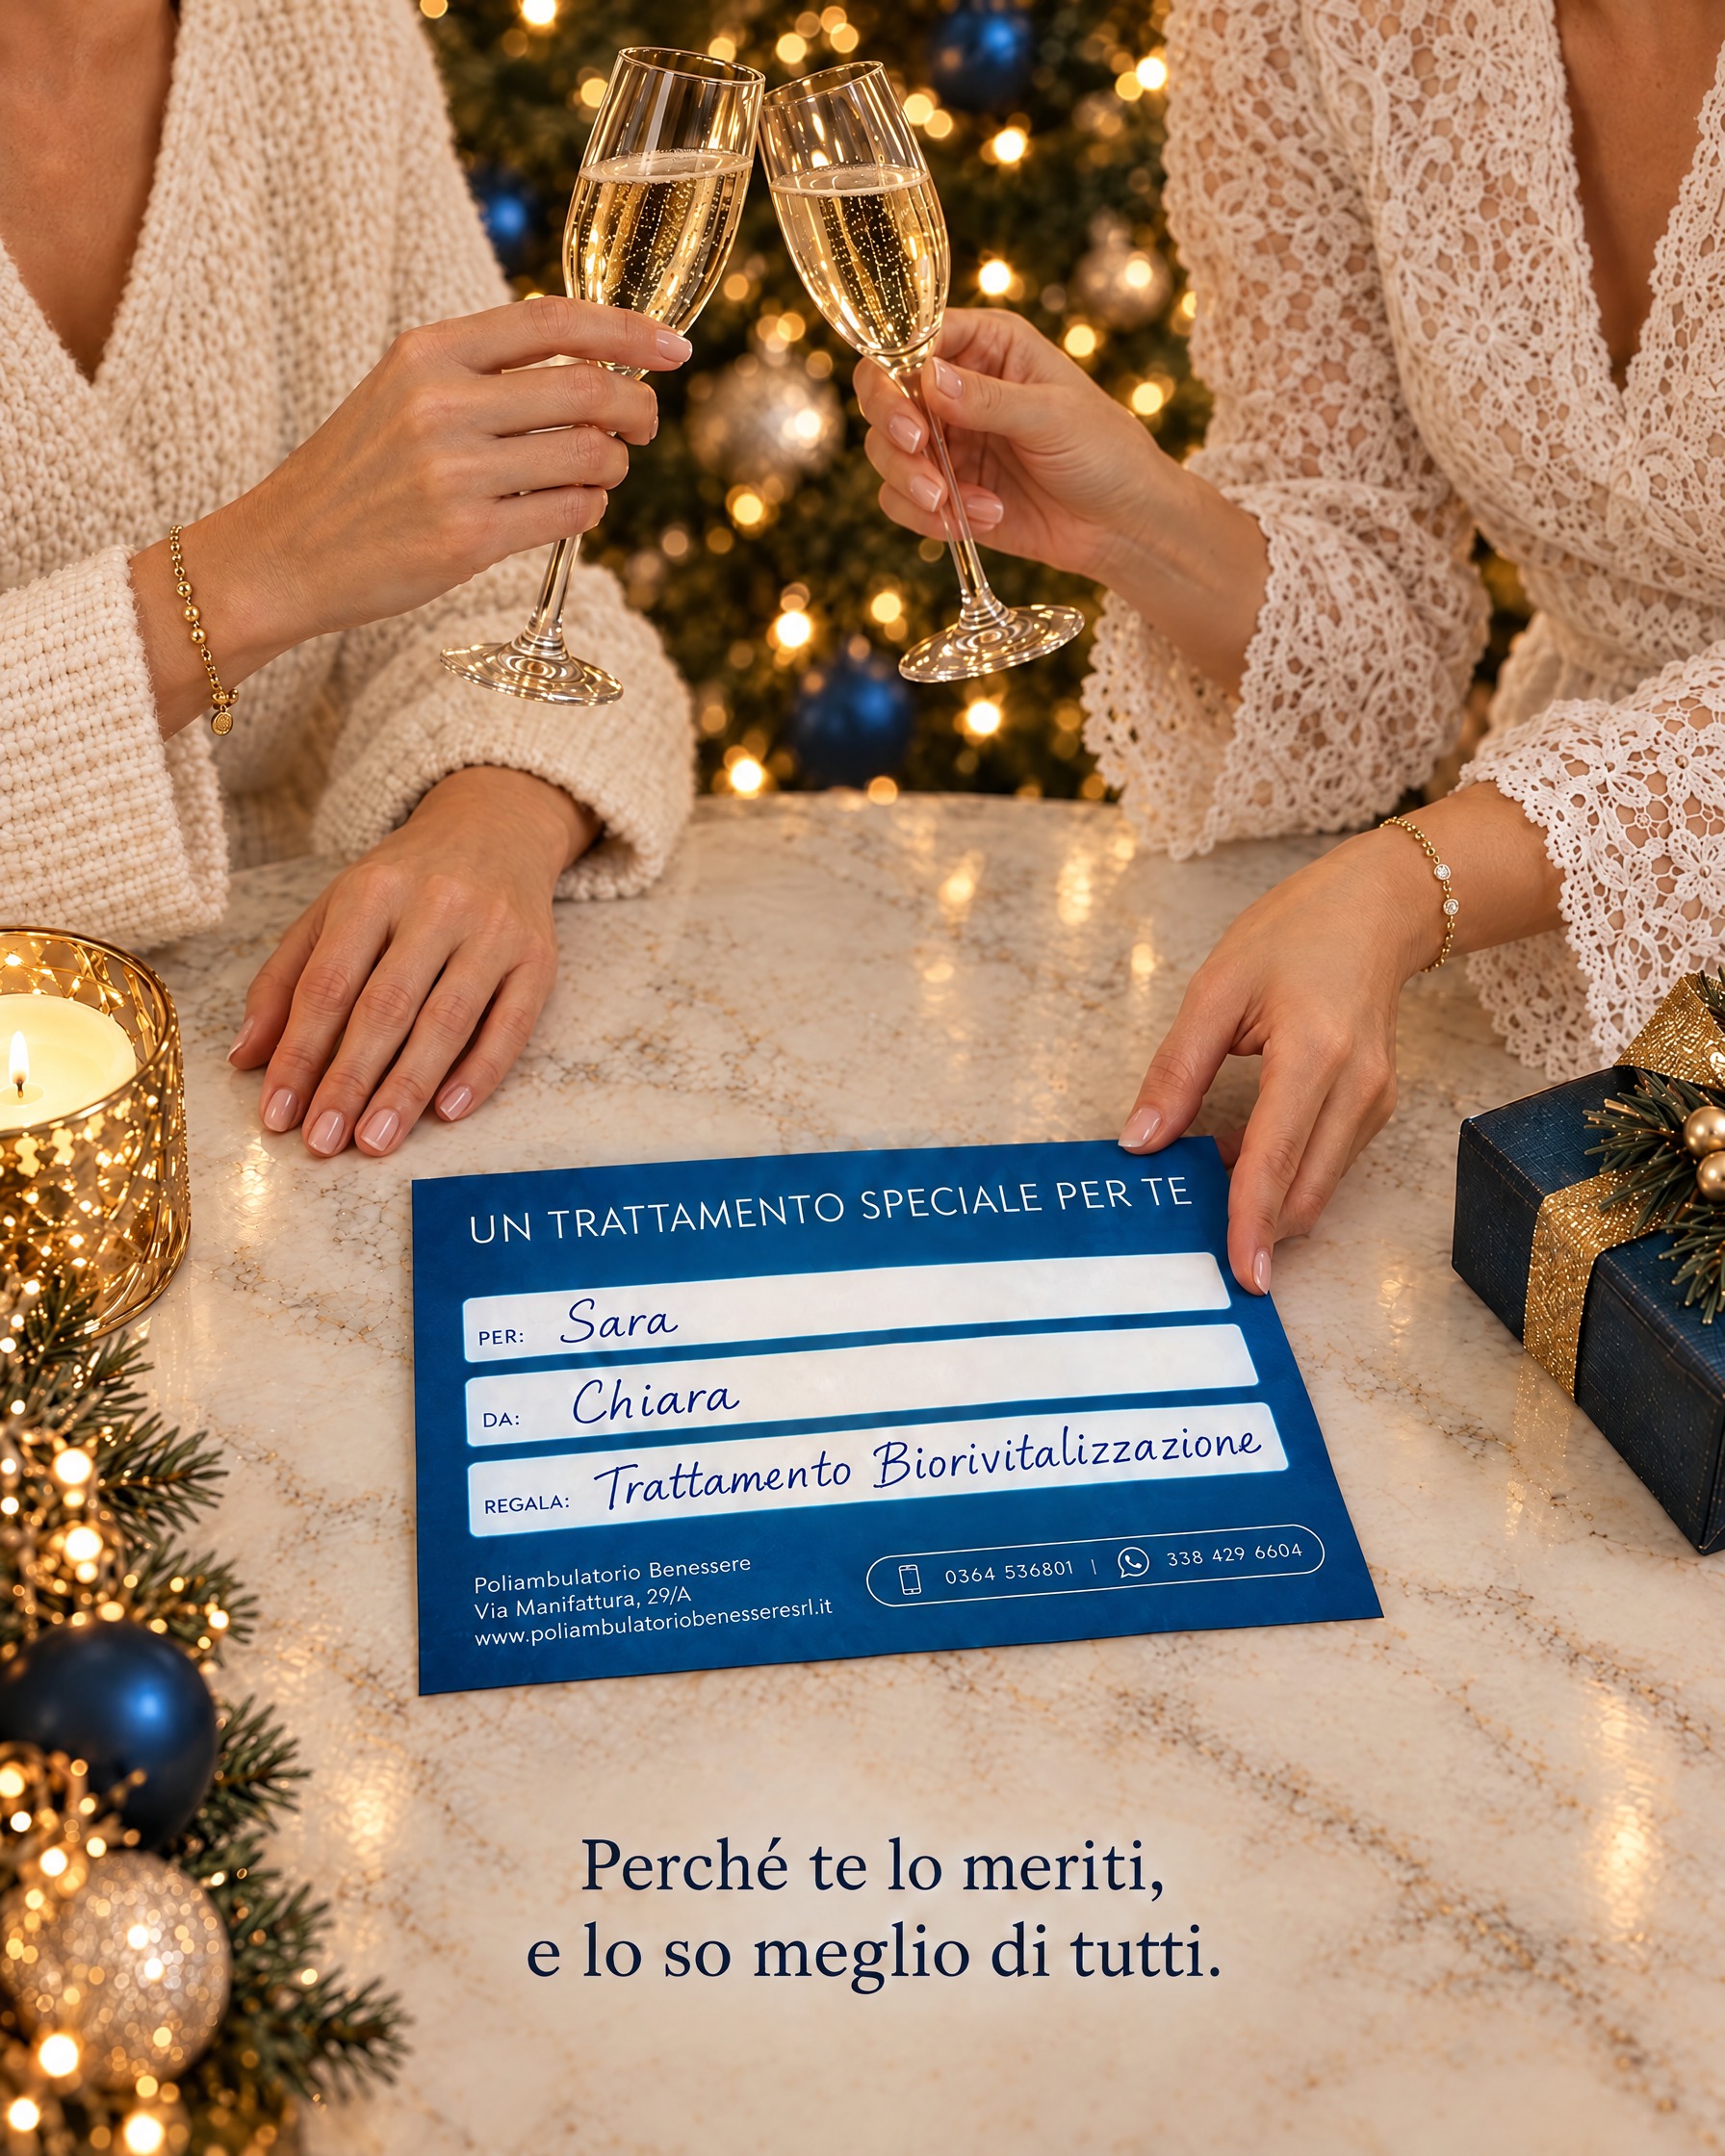 UN TRATTAMENTO SPECIALE PER TE
PER: Sara
DA: Chiara
REGALA: Trattamento Biorivitalizzazione
Poliambulatorio Benessere
Via Manifattura, 29/A
www.poliambulatoriobenesseresrl.it
0364 536801 | 338 429 6604
Perché te lo meriti,
e lo so meglio di tutti.